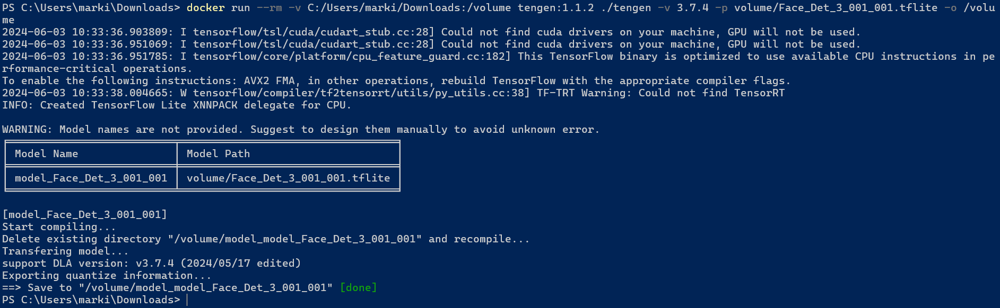 PS C:\Users\marki\Downloads> docker run --rm -v C:/Users/marki/Downloads:/volume tengen:1.1.2 ./tengen -v 3.7.4 -p volume/Face_Det_3_001_001.tflite -o /volu
me
2024-06-03 10:33:36.903809: I tensorflow/tsl/cuda/cudart_stub.cc:28] Could not find cuda drivers on your machine, GPU will not be used.
2024-06-03 10:33:36.951069: I tensorflow/tsl/cuda/cudart_stub.cc:28] Could not find cuda drivers on your machine, GPU will not be used.
2024-06-03 10:33:36.951785: I tensorflow/core/platform/cpu_feature_guard.cc:182] This TensorFlow binary is optimized to use available CPU instructions in pe
rformance-critical operations.
To enable the following instructions: AVX2 FMA, in other operations, rebuild TensorFlow with the appropriate compiler flags.
2024-06-03 10:33:38.004665: W tensorflow/compiler/tf2tensorrt/utils/py_utils.cc:38] TF-TRT Warning: Could not find TensorRT
INFO: Created TensorFlow Lite XNNPACK delegate for CPU.
WARNING: Model names are not provided. Suggest to design them manually to avoid unknown error.
Model Name Model Path
model_Face_Det_3_001_001 volume/Face_Det_3_001_001.tflite
[model_Face_Det_3_001_001]
Start compiling...
Delete existing directory "/volume/model_model_Face_Det_3_001_001" and recompile...
Transfering model...
support DLA version: v3.7.4 (2024/05/17 edited)
Exporting quantize information...
==> Save to "/volume/model_model_Face_Det_3_001_001" [done]
PS C:\Users\marki\Downloads>